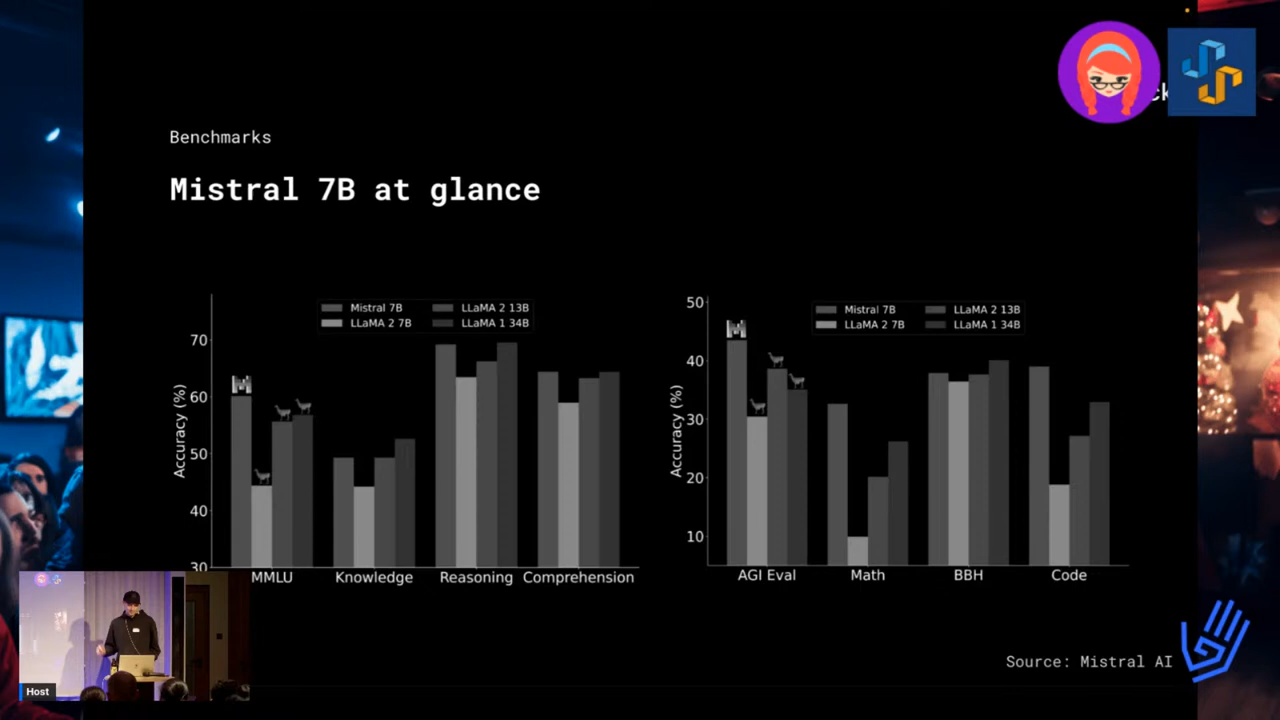 Benchmarks
Mistral 7B at glance
Mistral 7B
LLaMA 2 13B
LLaMA 2 7B
LLaMA 1 34B
Accuracy (%)
70
60
50
40
30
MMLU
Knowledge
Reasoning
Comprehension
Mistral 7B
LLaMA 2 13B
LLaMA 2 7B
LLaMA 1 34B
Accuracy (%)
50
40
30
20
10
AGI Eval
Math
BBH
Code
Source: Mistral AI
Host